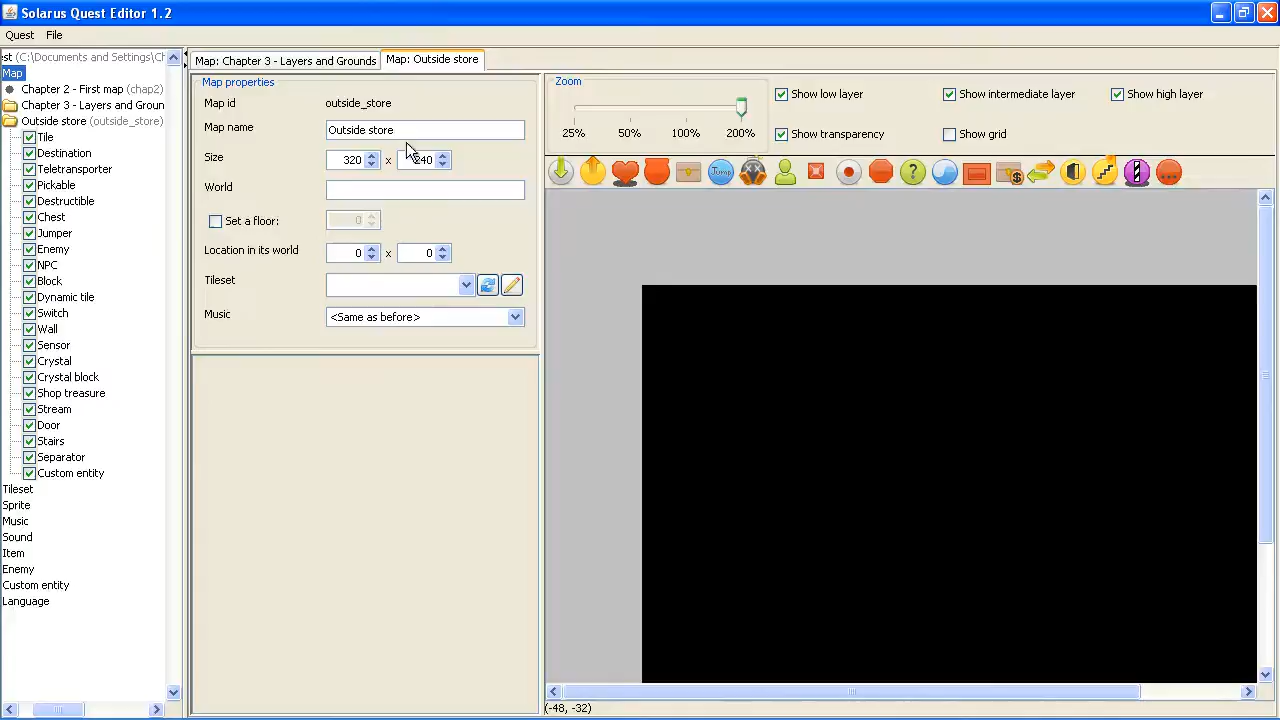 Solarus Quest Editor 1.2
Quest File
est (C:\Documents and Settings\Ch
Map
Chapter 2 - First map (chap2)
Chapter 3 - Layers and Groun
Outside store (outside_store)
Tile
Destination
Teletransporter
Pickable
Destructible
Chest
Jumper
Enemy
NPC
Block
Dynamic tile
Switch
Wall
Sensor
Crystal
Crystal block
Shop treasure
Stream
Door
Stairs
Separator
Custom entity
Tileset
Sprite
Music
Sound
Item
Enemy
Custom entity
Language
Map: Chapter 3 - Layers and Grounds
Map: Outside store
Map properties
Map id outside_store
Map name Outside store
Size 320 x 240
World
Set a floor: 0
Location in its world 0 x 0
Tileset
Music <Same as before>
Zoom
25% 50% 100% 200%
Show low layer
Show intermediate layer
Show high layer
Show transparency
Show grid
Jump
?
$
...
(-48, -32)